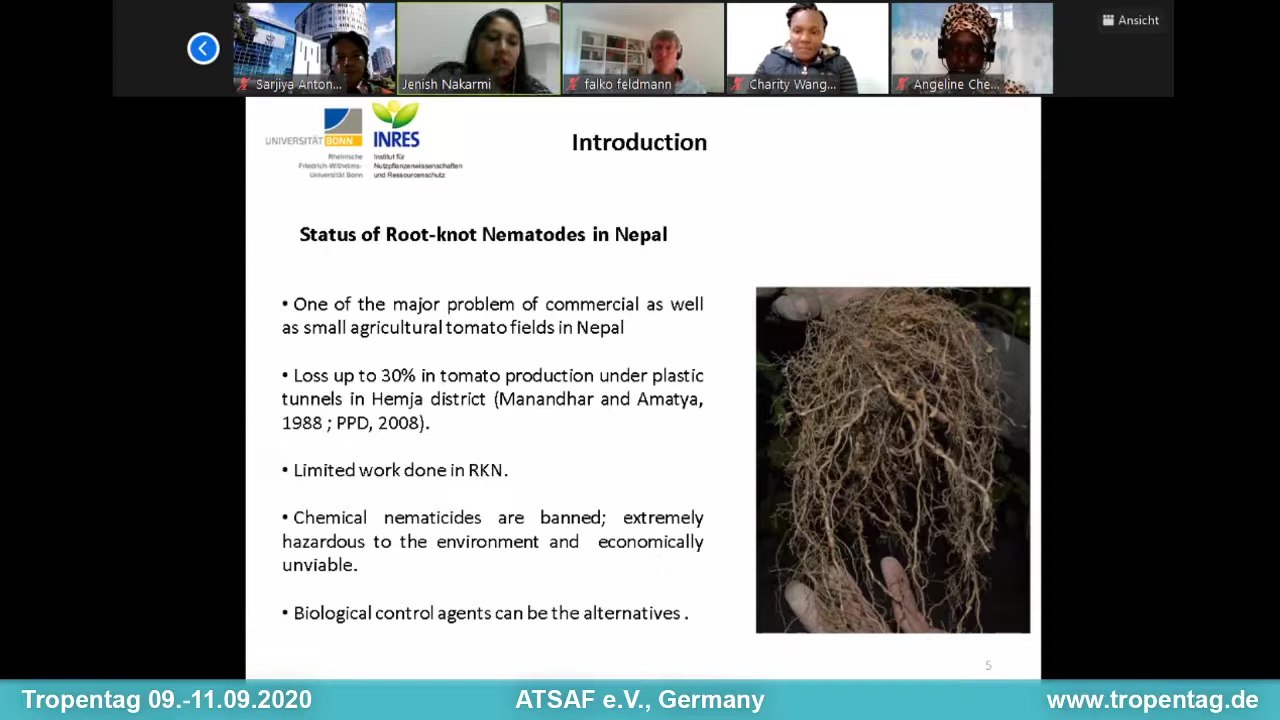 Ansicht
Sarjiya Anton...
Jenish Nakarmi
falko feldmann
Charity Wang...
Angeline Che...
UNIVERSITÄT BONN
Rheinische
Friedrich-Wilhelms-
Universität Bonn
INRES
Institut für
Nutzpflanzenwissenschaften
und Ressourcenschutz
Introduction
Status of Root-knot Nematodes in Nepal
• One of the major problem of commercial as well
as small agricultural tomato fields in Nepal
• Loss up to 30% in tomato production under plastic
tunnels in Hemja district (Manandhar and Amatya,
1988 ; PPD, 2008).
• Limited work done in RKN.
• Chemical nematicides are banned; extremely
hazardous to the environment and economically
unviable.
• Biological control agents can be the alternatives .
5
Tropentag 09.-11.09.2020
ATSAF e.V., Germany
www.tropentag.de